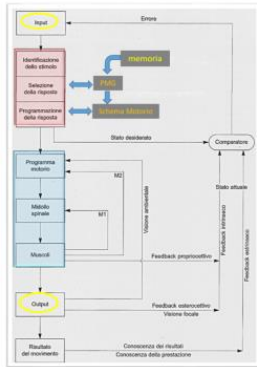 Input
Errore
Identificazione
dello stimolo
memoria
Selezione
della risposta
PMG
Programmazione
della risposta
Schema Motorio
Stato desiderato
Comparatore
Programma
motorio
M2
Stato attuale
Midollo
spinale
M1
Visione ambientale
Feedback intrinseco
Feedback estrinseco
Muscoli
Feedback propriocettivo
Output
Feedback esterocettivo
Visione focale
Risultato
del movimento
Conoscenza dei risultati
Conoscenza della prestazione